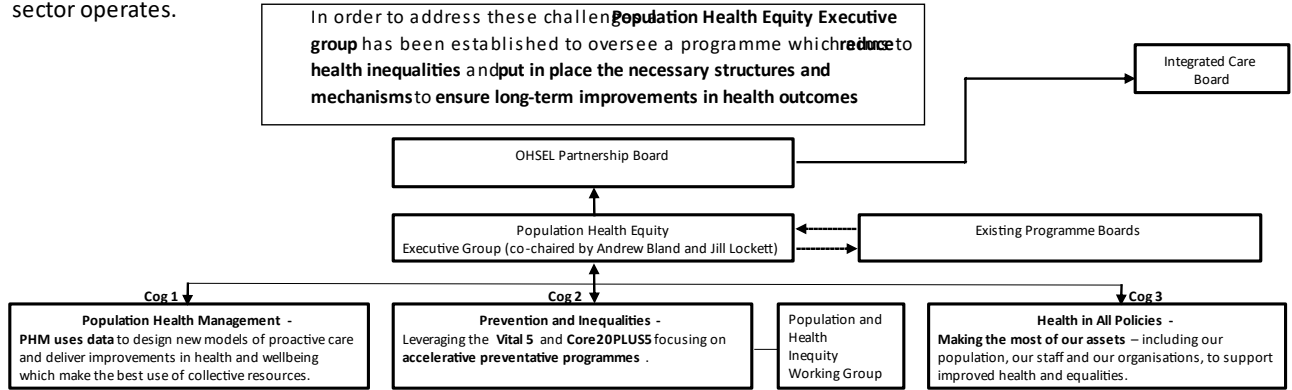 sector operates.
In order to address these challenges a Population Health Equity Executive
group has been established to oversee a programme which aims to reduce
health inequalities and put in place the necessary structures and
mechanisms to ensure long-term improvements in health outcomes
Integrated Care
Board
OHSEL Partnership Board
Population Health Equity
Executive Group (co-chaired by Andrew Bland and Jill Lockett)
Existing Programme Boards
Cog 1
Population Health Management -
PHM uses data to design new models of proactive care
and deliver improvements in health and wellbeing
which make the best use of collective resources.
Cog 2
Prevention and Inequalities -
Leveraging the Vital 5 and Core20PLUS5 focusing on
accelerative preventative programmes .
Population and
Health
Inequity
Working Group
Cog 3
Health in All Policies -
Making the most of our assets – including our
population, our staff and our organisations, to support
improved health and equalities.